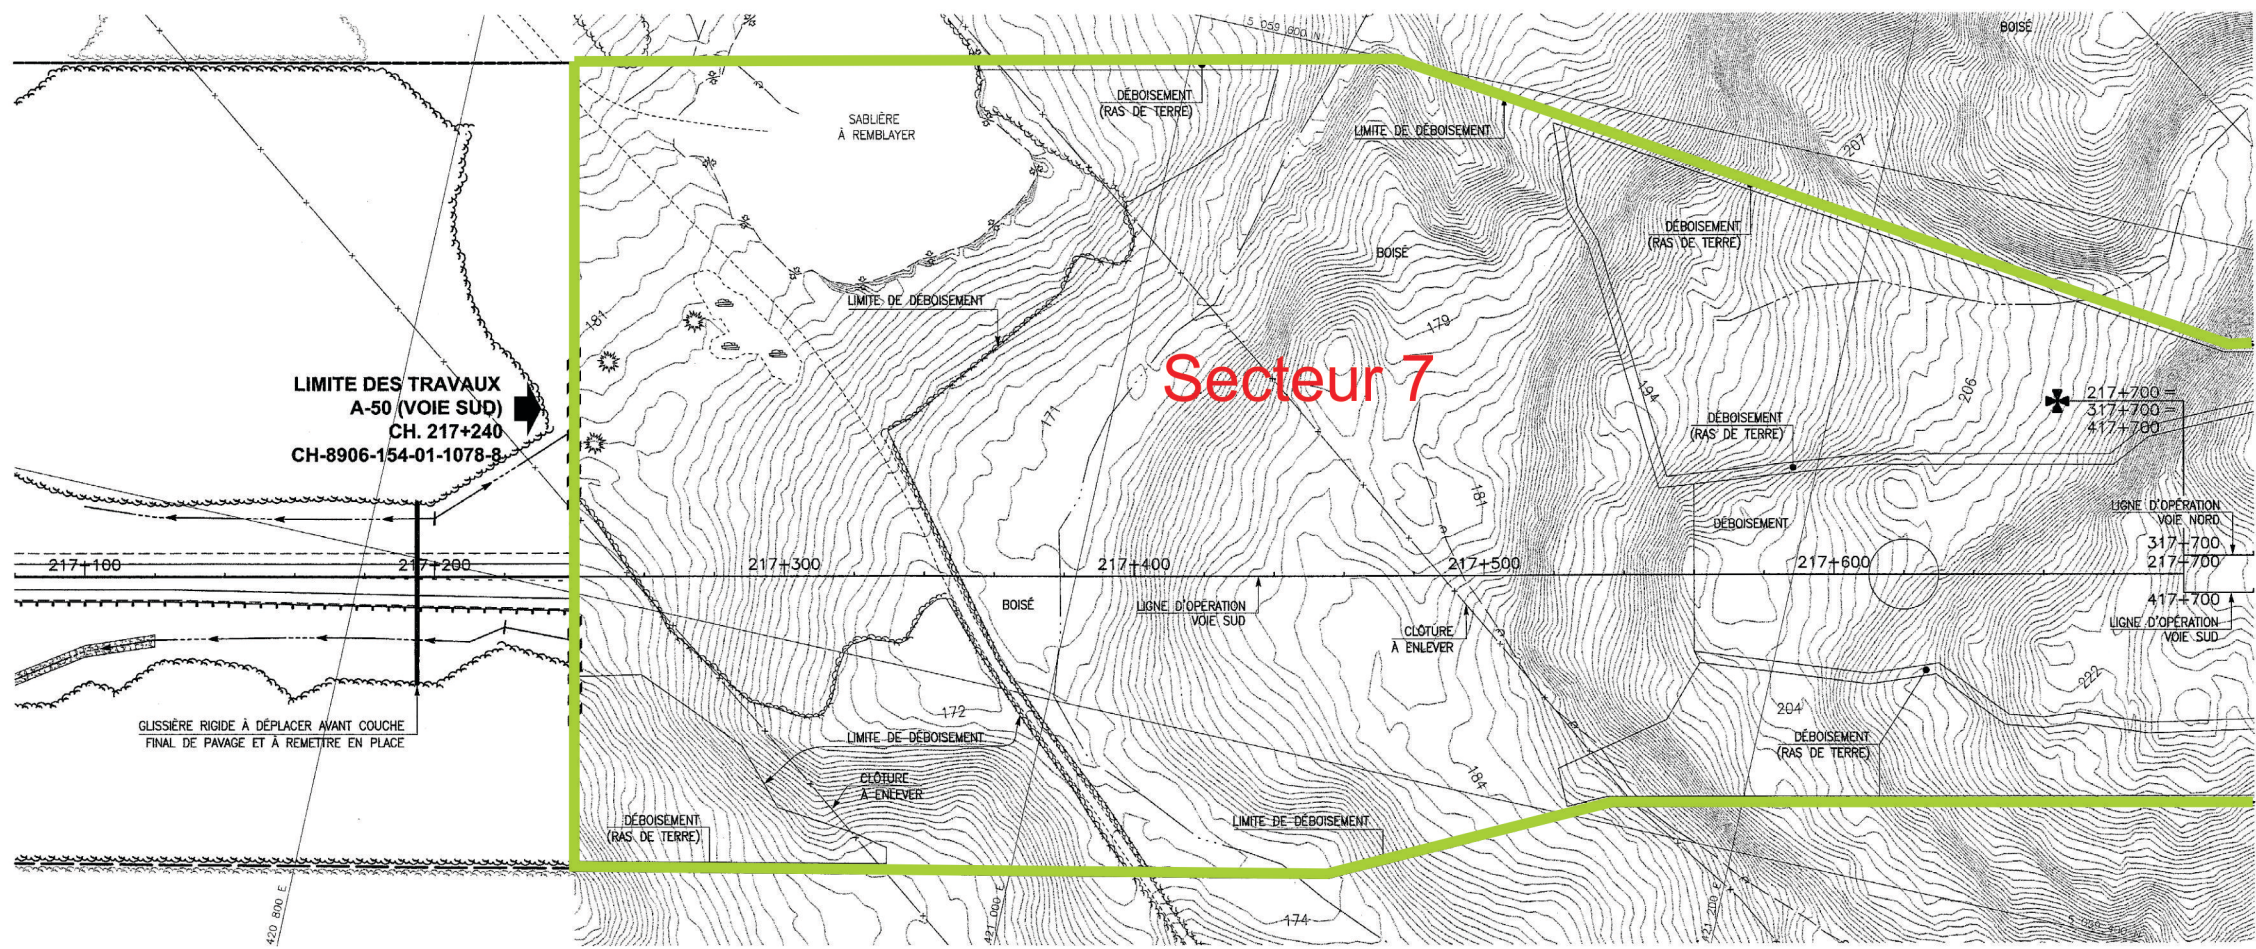 5 059 600 N
BOISÉ
DÉBOISEMENT
(RAS DE TERRE)
SABLIÈRE
À REMBLAYER
LIMITE DE DÉBOISEMENT
207
DÉBOISEMENT
(RAS DE TERRE)
BOISÉ
LIMITE DE DÉBOISEMENT
181
179
Secteur 7
LIMITE DES TRAVAUX
A-50 (VOIE SUD)
CH. 217+240
CH-8906-154-01-1078-8
171
194
206
217+700 =
317+700 =
417+700
DÉBOISEMENT
(RAS DE TERRE)
181
DÉBOISEMENT
LIGNE D'OPÉRATION
VOIE NORD
317+700
217+700
417+700
LIGNE D'OPÉRATION
VOIE SUD
217+100
217+200
217+300
217+400
217+500
217+600
BOISÉ
LIGNE D'OPÉRATION
VOIE SUD
CLÔTURE
À ENLEVER
222
204
172
GLISSIÈRE RIGIDE À DÉPLACER AVANT COUCHE
FINAL DE PAVAGE ET À REMETTRE EN PLACE
LIMITE DE DÉBOISEMENT
DÉBOISEMENT
(RAS DE TERRE)
184
CLÔTURE
À ENLEVER
DÉBOISEMENT
(RAS DE TERRE)
LIMITE DE DÉBOISEMENT
174
420 800 E
421 000 E
421 200 E